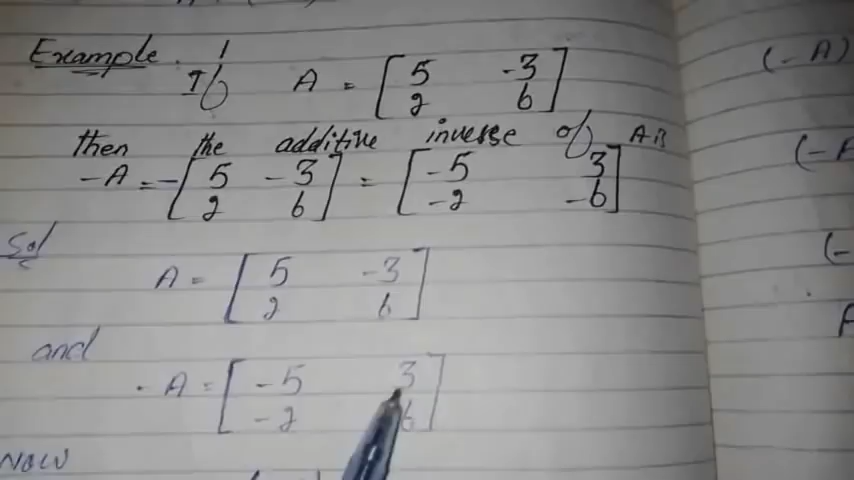 Example. 1
If A = [5 -3
2 6]
then the additive inverse of A is
-A = -[5 -3
2 6] = [-5 3
-2 -6]
Sol
A = [5 -3
2 6]
and
-A = [-5 3
-2 6]
Now
(-A)